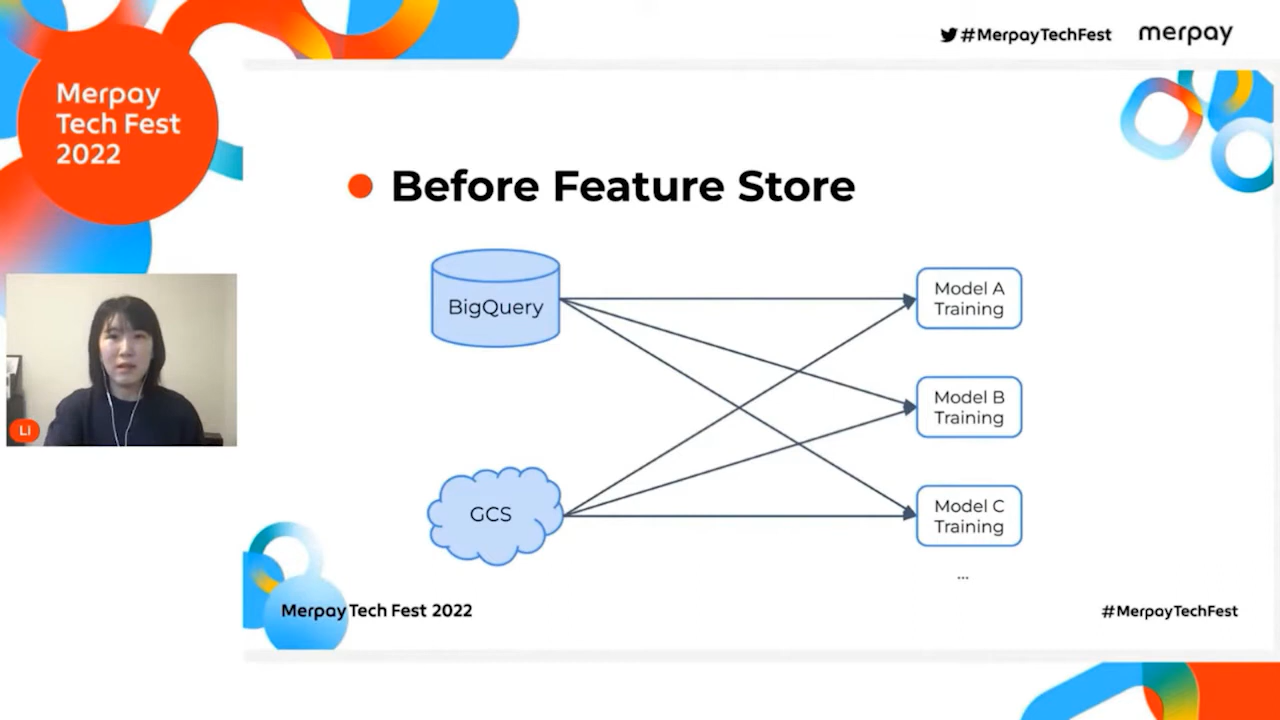 Merpay
Tech Fest
2022
#MerpayTechFest
merpay
Before Feature Store
BigQuery
Model A
Training
Model B
Training
GCS
Model C
Training
...
LI
Merpay Tech Fest 2022
#MerpayTechFest